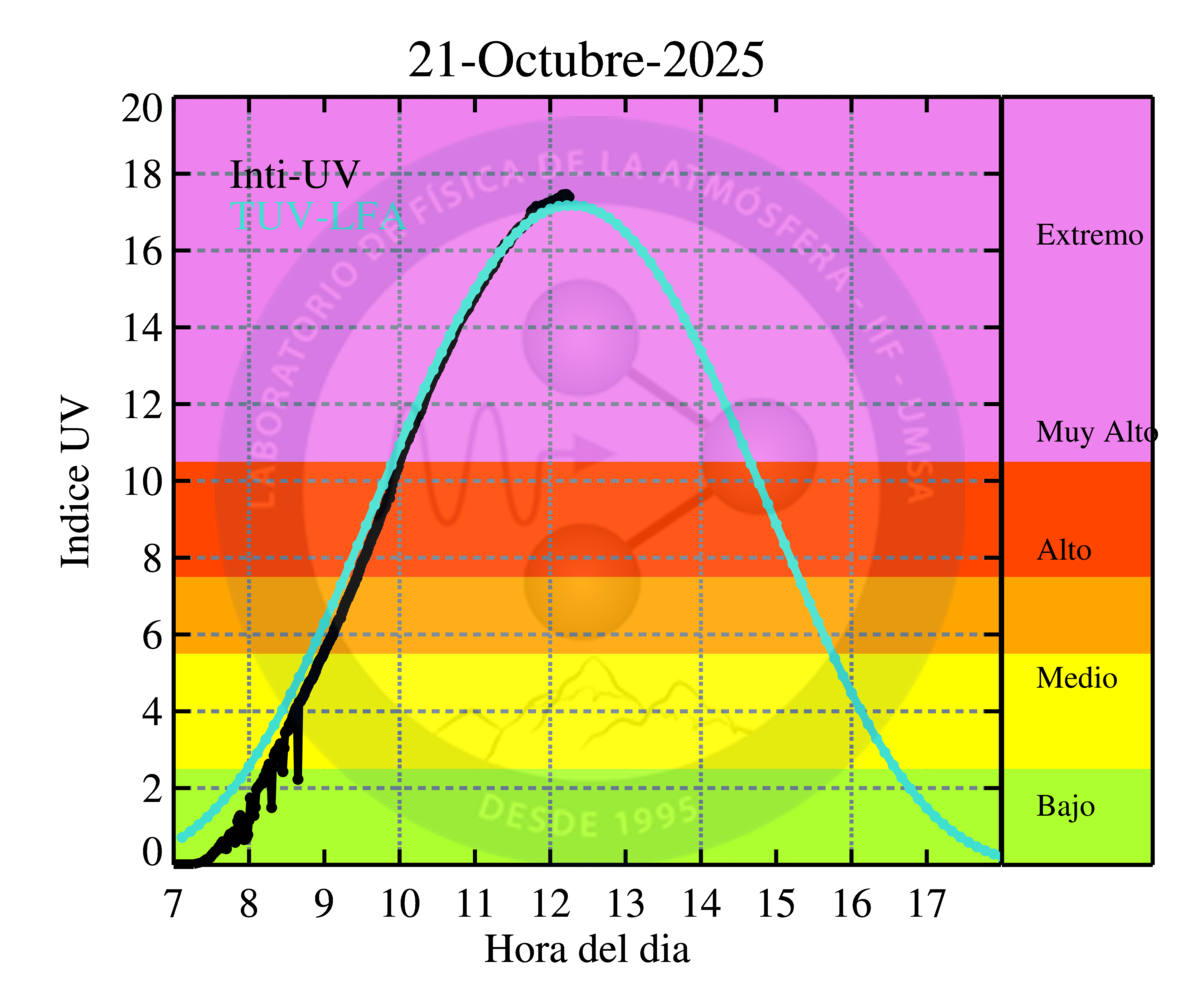 21-Octubre-2025
20
18
16
14
12
10
8
6
4
2
0
Indice UV
Inti-UV
TUV-LFA
LABORATORIO DE FÍSICA DE LA ATMÓSFERA - IIF - UMSA
DESDE 1995
Extremo
Muy Alto
Alto
Medio
Bajo
7 8 9 10 11 12 13 14 15 16 17
Hora del dia